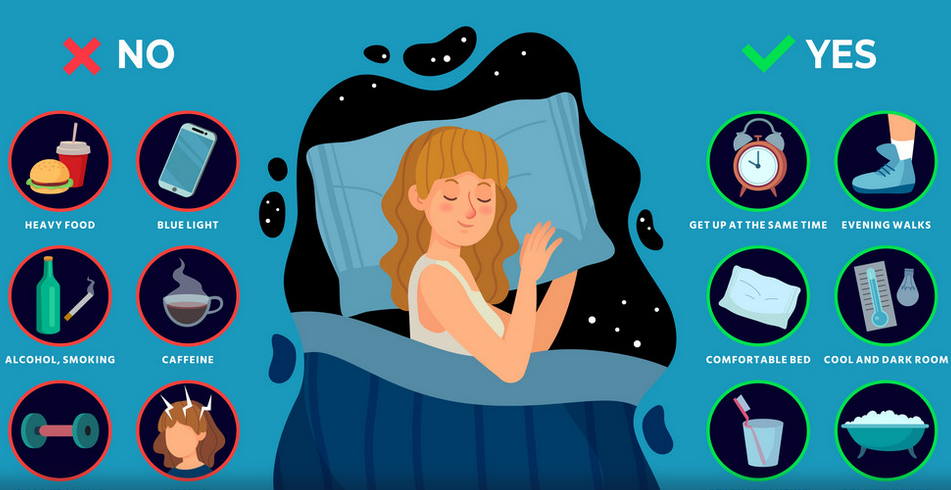 NO
HEAVY FOOD
BLUE LIGHT
ALCOHOL, SMOKING
CAFFEINE
YES
GET UP AT THE SAME TIME
EVENING WALKS
COMFORTABLE BED
COOL AND DARK ROOM